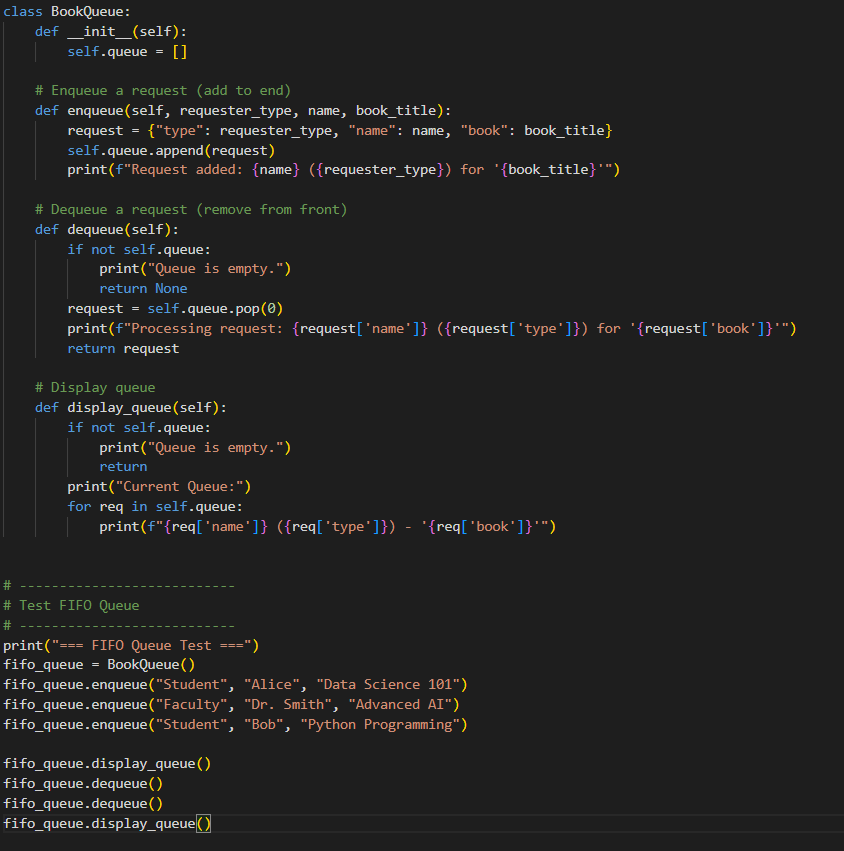 class BookQueue:
    def __init__(self):
        self.queue = []

    # Enqueue a request (add to end)
    def enqueue(self, requester_type, name, book_title):
        request = {"type": requester_type, "name": name, "book": book_title}
        self.queue.append(request)
        print(f"Request added: {name} ({requester_type}) for '{book_title}'")

    # Dequeue a request (remove from front)
    def dequeue(self):
        if not self.queue:
            print("Queue is empty.")
            return None
        request = self.queue.pop(0)
        print(f"Processing request: {request['name']} ({request['type']}) for '{request['book']}'")
        return request

    # Display queue
    def display_queue(self):
        if not self.queue:
            print("Queue is empty.")
            return
        print("Current Queue:")
        for req in self.queue:
            print(f"{req['name']} ({req['type']}) - '{req['book']}'")


# ---------------------------
# Test FIFO Queue
# ---------------------------
print("=== FIFO Queue Test ===")
fifo_queue = BookQueue()
fifo_queue.enqueue("Student", "Alice", "Data Science 101")
fifo_queue.enqueue("Faculty", "Dr. Smith", "Advanced AI")
fifo_queue.enqueue("Student", "Bob", "Python Programming")

fifo_queue.display_queue()
fifo_queue.dequeue()
fifo_queue.dequeue()
fifo_queue.display_queue()